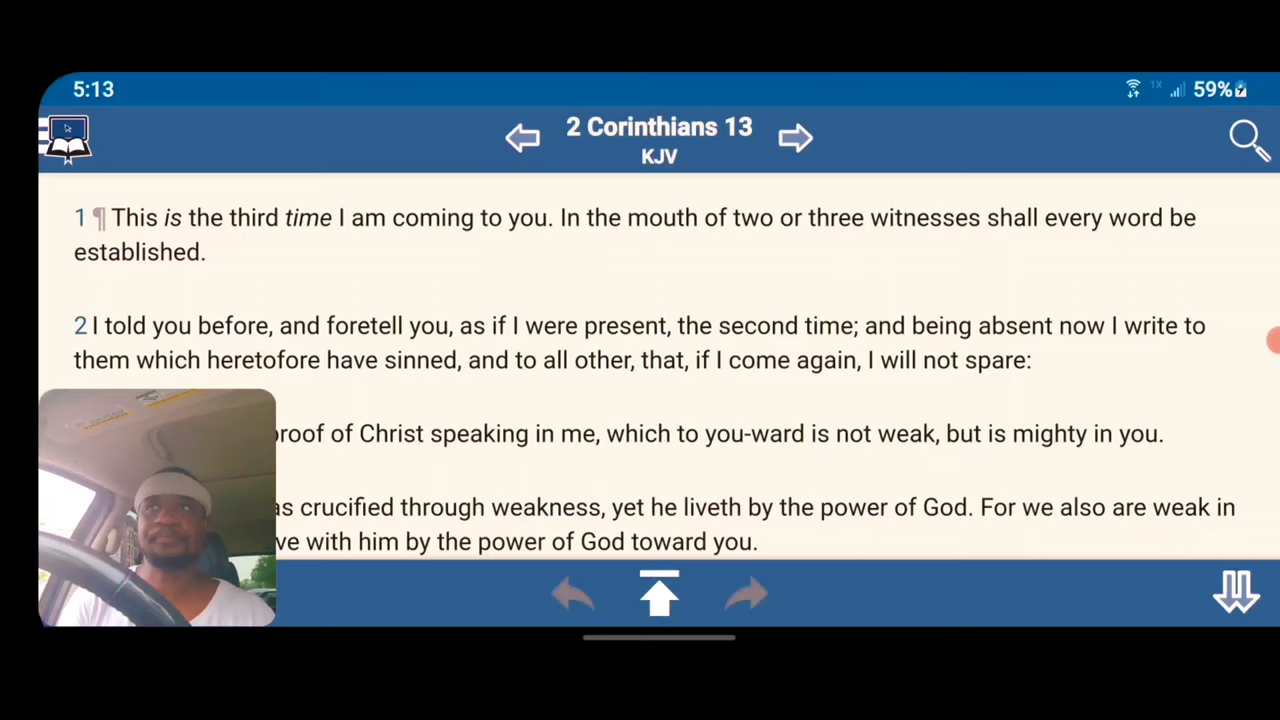 5:13
1X
59%
2 Corinthians 13
KJV
1 ¶ This is the third time I am coming to you. In the mouth of two or three witnesses shall every word be
established.
2 I told you before, and foretell you, as if I were present, the second time; and being absent now I write to
them which heretofore have sinned, and to all other, that, if I come again, I will not spare:
proof of Christ speaking in me, which to you-ward is not weak, but is mighty in you.
as crucified through weakness, yet he liveth by the power of God. For we also are weak in
ve with him by the power of God toward you.